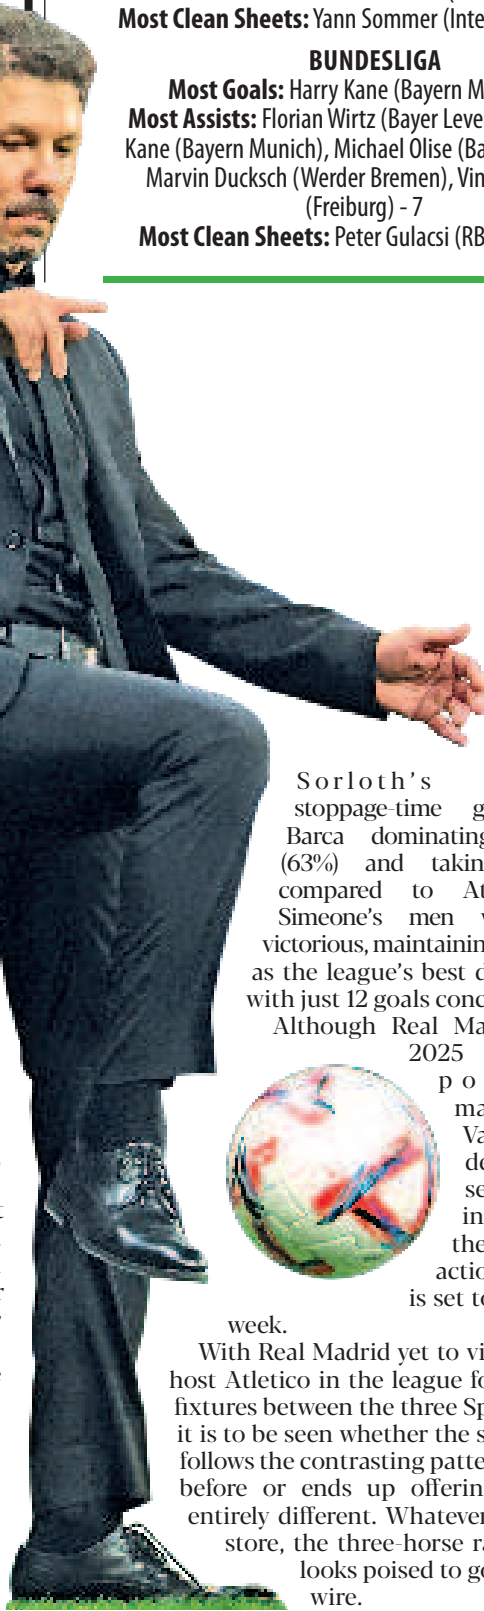 Most Clean Sheets: Yann Sommer (Inte
BUNDESLIGA
Most Goals: Harry Kane (Bayern M
Most Assists: Florian Wirtz (Bayer Leve
Kane (Bayern Munich), Michael Olise (Ba
Marvin Ducksch (Werder Bremen), Vin
(Freiburg) - 7
Most Clean Sheets: Peter Gulacsi (RB
Sorloth's
stoppage-time g
Barca dominating
(63%) and takin
compared to At
Simeone's men v
victorious, maintainin
as the league's best d
with just 12 goals conc
Although Real Ma
2025
po
ma
Va
de
se
in
the
actio
is set to
week.
With Real Madrid yet to vi
host Atletico in the league fo
fixtures between the three Sp
it is to be seen whether the s
follows the contrasting patte
before or ends up offerin
entirely different. Whatever
store, the three-horse ra
looks poised to go
wire.